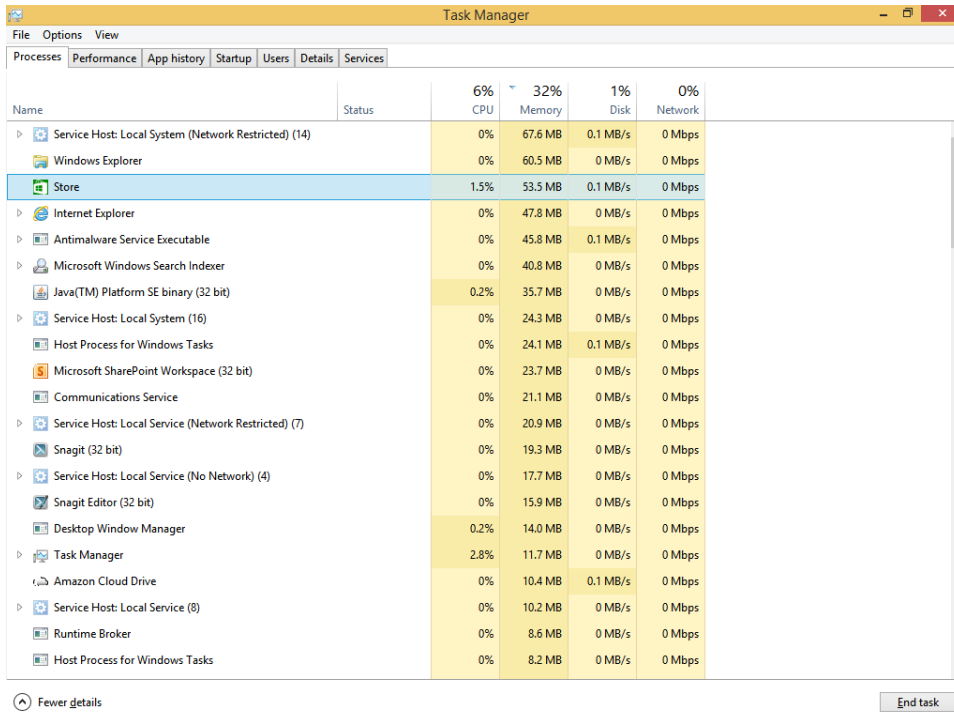 Task Manager
File Options View
Processes Performance App history Startup Users Details Services
6% 32% 1% 0%
Name Status CPU Memory Disk Network
Service Host: Local System (Network Restricted) (14) 0% 67.6 MB 0.1 MB/s 0 Mbps
Windows Explorer 0% 60.5 MB 0 MB/s 0 Mbps
Store 1.5% 53.5 MB 0.1 MB/s 0 Mbps
Internet Explorer 0% 47.8 MB 0 MB/s 0 Mbps
Antimalware Service Executable 0% 45.8 MB 0.1 MB/s 0 Mbps
Microsoft Windows Search Indexer 0% 40.8 MB 0 MB/s 0 Mbps
Java(TM) Platform SE binary (32 bit) 0.2% 35.7 MB 0 MB/s 0 Mbps
Service Host: Local System (16) 0% 24.3 MB 0 MB/s 0 Mbps
Host Process for Windows Tasks 0% 24.1 MB 0.1 MB/s 0 Mbps
Microsoft SharePoint Workspace (32 bit) 0% 23.7 MB 0 MB/s 0 Mbps
Communications Service 0% 21.1 MB 0 MB/s 0 Mbps
Service Host: Local Service (Network Restricted) (7) 0% 20.9 MB 0 MB/s 0 Mbps
Snagit (32 bit) 0% 19.3 MB 0 MB/s 0 Mbps
Service Host: Local Service (No Network) (4) 0% 17.7 MB 0 MB/s 0 Mbps
Snagit Editor (32 bit) 0% 15.9 MB 0 MB/s 0 Mbps
Desktop Window Manager 0.2% 14.0 MB 0 MB/s 0 Mbps
Task Manager 2.8% 11.7 MB 0 MB/s 0 Mbps
Amazon Cloud Drive 0% 10.4 MB 0.1 MB/s 0 Mbps
Service Host: Local Service (8) 0% 10.2 MB 0 MB/s 0 Mbps
Runtime Broker 0% 8.6 MB 0 MB/s 0 Mbps
Host Process for Windows Tasks 0% 8.2 MB 0 MB/s 0 Mbps
Fewer details End task